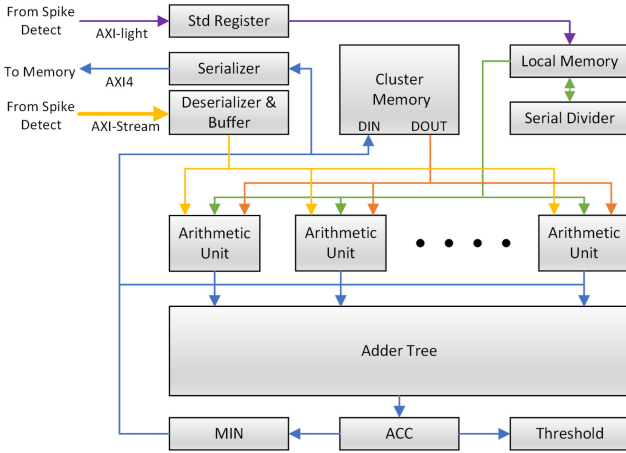 From Spike
Detect
AXI-light
Std Register
To Memory
AXI4
Serializer
From Spike
Detect
AXI-Stream
Deserializer &
Buffer
Cluster
Memory
DIN
DOUT
Local Memory
Serial Divider
Arithmetic
Unit
Arithmetic
Unit
Arithmetic
Unit
Adder Tree
MIN
ACC
Threshold